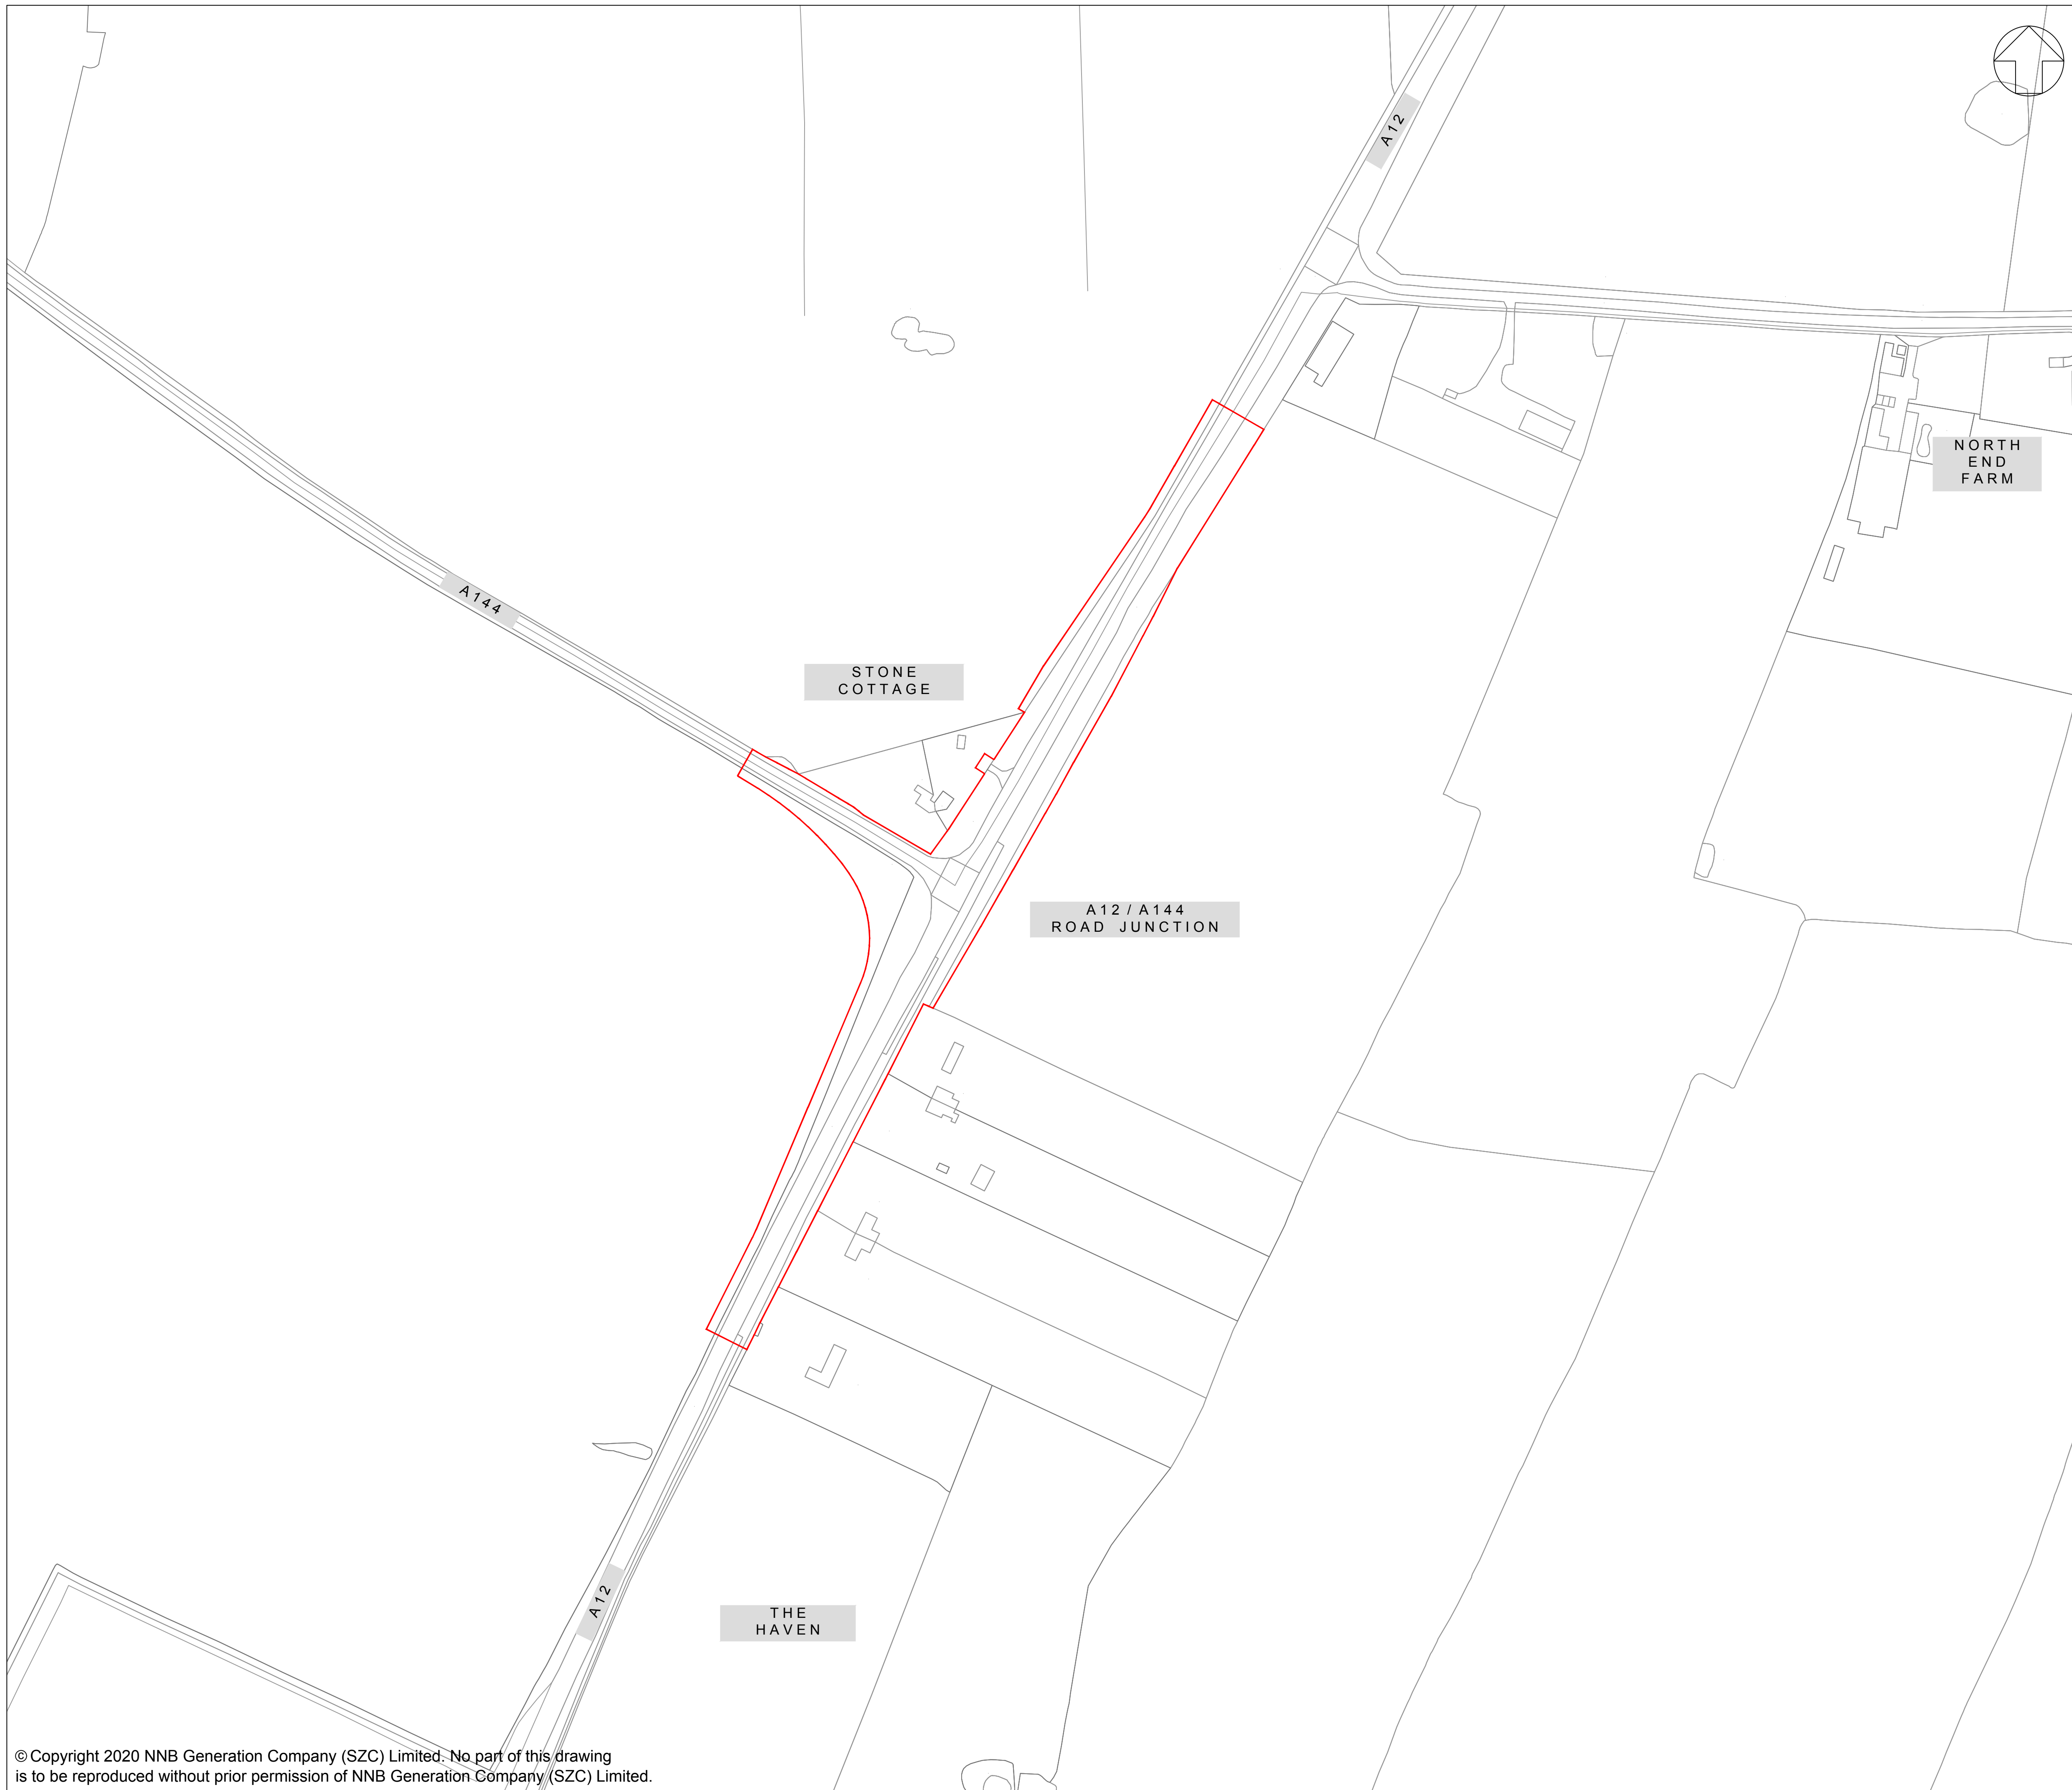 A12
NORTH
END
FARM
A144
STONE
COTTAGE
A12 / A144
ROAD JUNCTION
A12
THE
HAVEN
© Copyright 2020 NNB Generation Company (SZC) Limited. No part of this drawing
is to be reproduced without prior permission of NNB Generation Company (SZC) Limited.